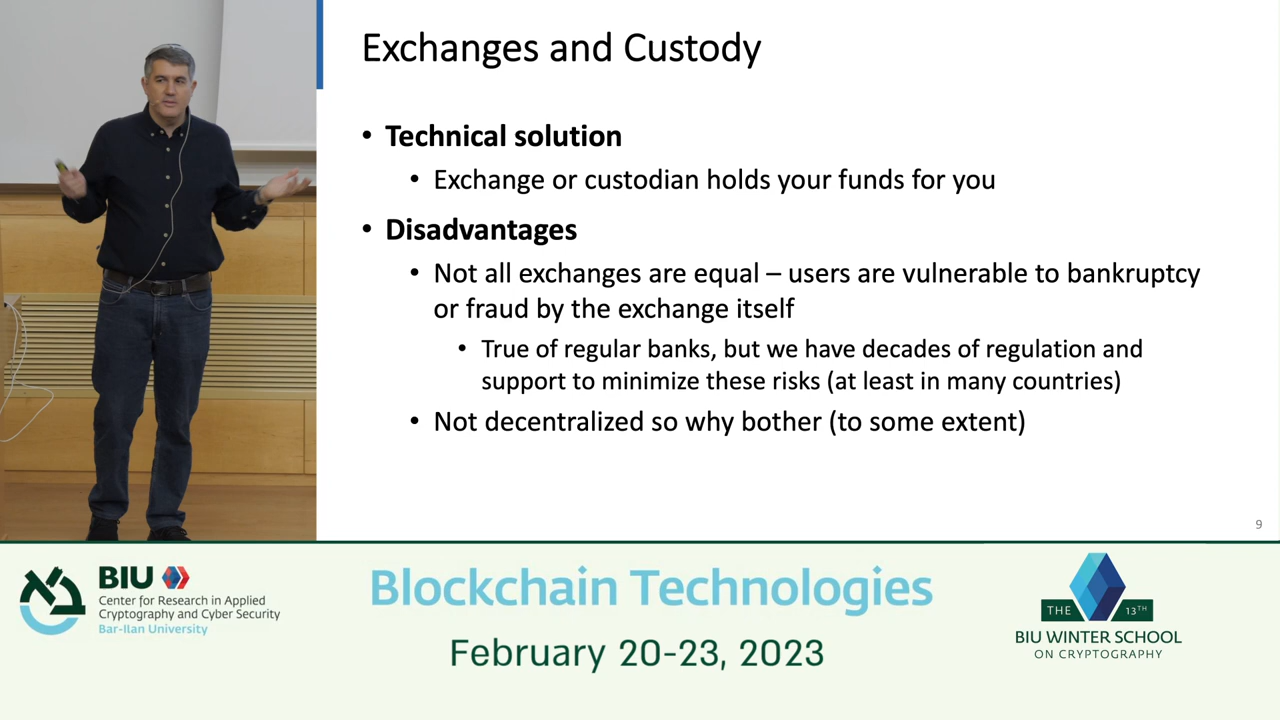 Exchanges and Custody
• Technical solution
• Exchange or custodian holds your funds for you
• Disadvantages
• Not all exchanges are equal – users are vulnerable to bankruptcy
or fraud by the exchange itself
• True of regular banks, but we have decades of regulation and
support to minimize these risks (at least in many countries)
• Not decentralized so why bother (to some extent)
9
BIU
Center for Research in Applied
Cryptography and Cyber Security
Bar-Ilan University
Blockchain Technologies
February 20-23, 2023
THE 13TH
BIU WINTER SCHOOL
ON CRYPTOGRAPHY